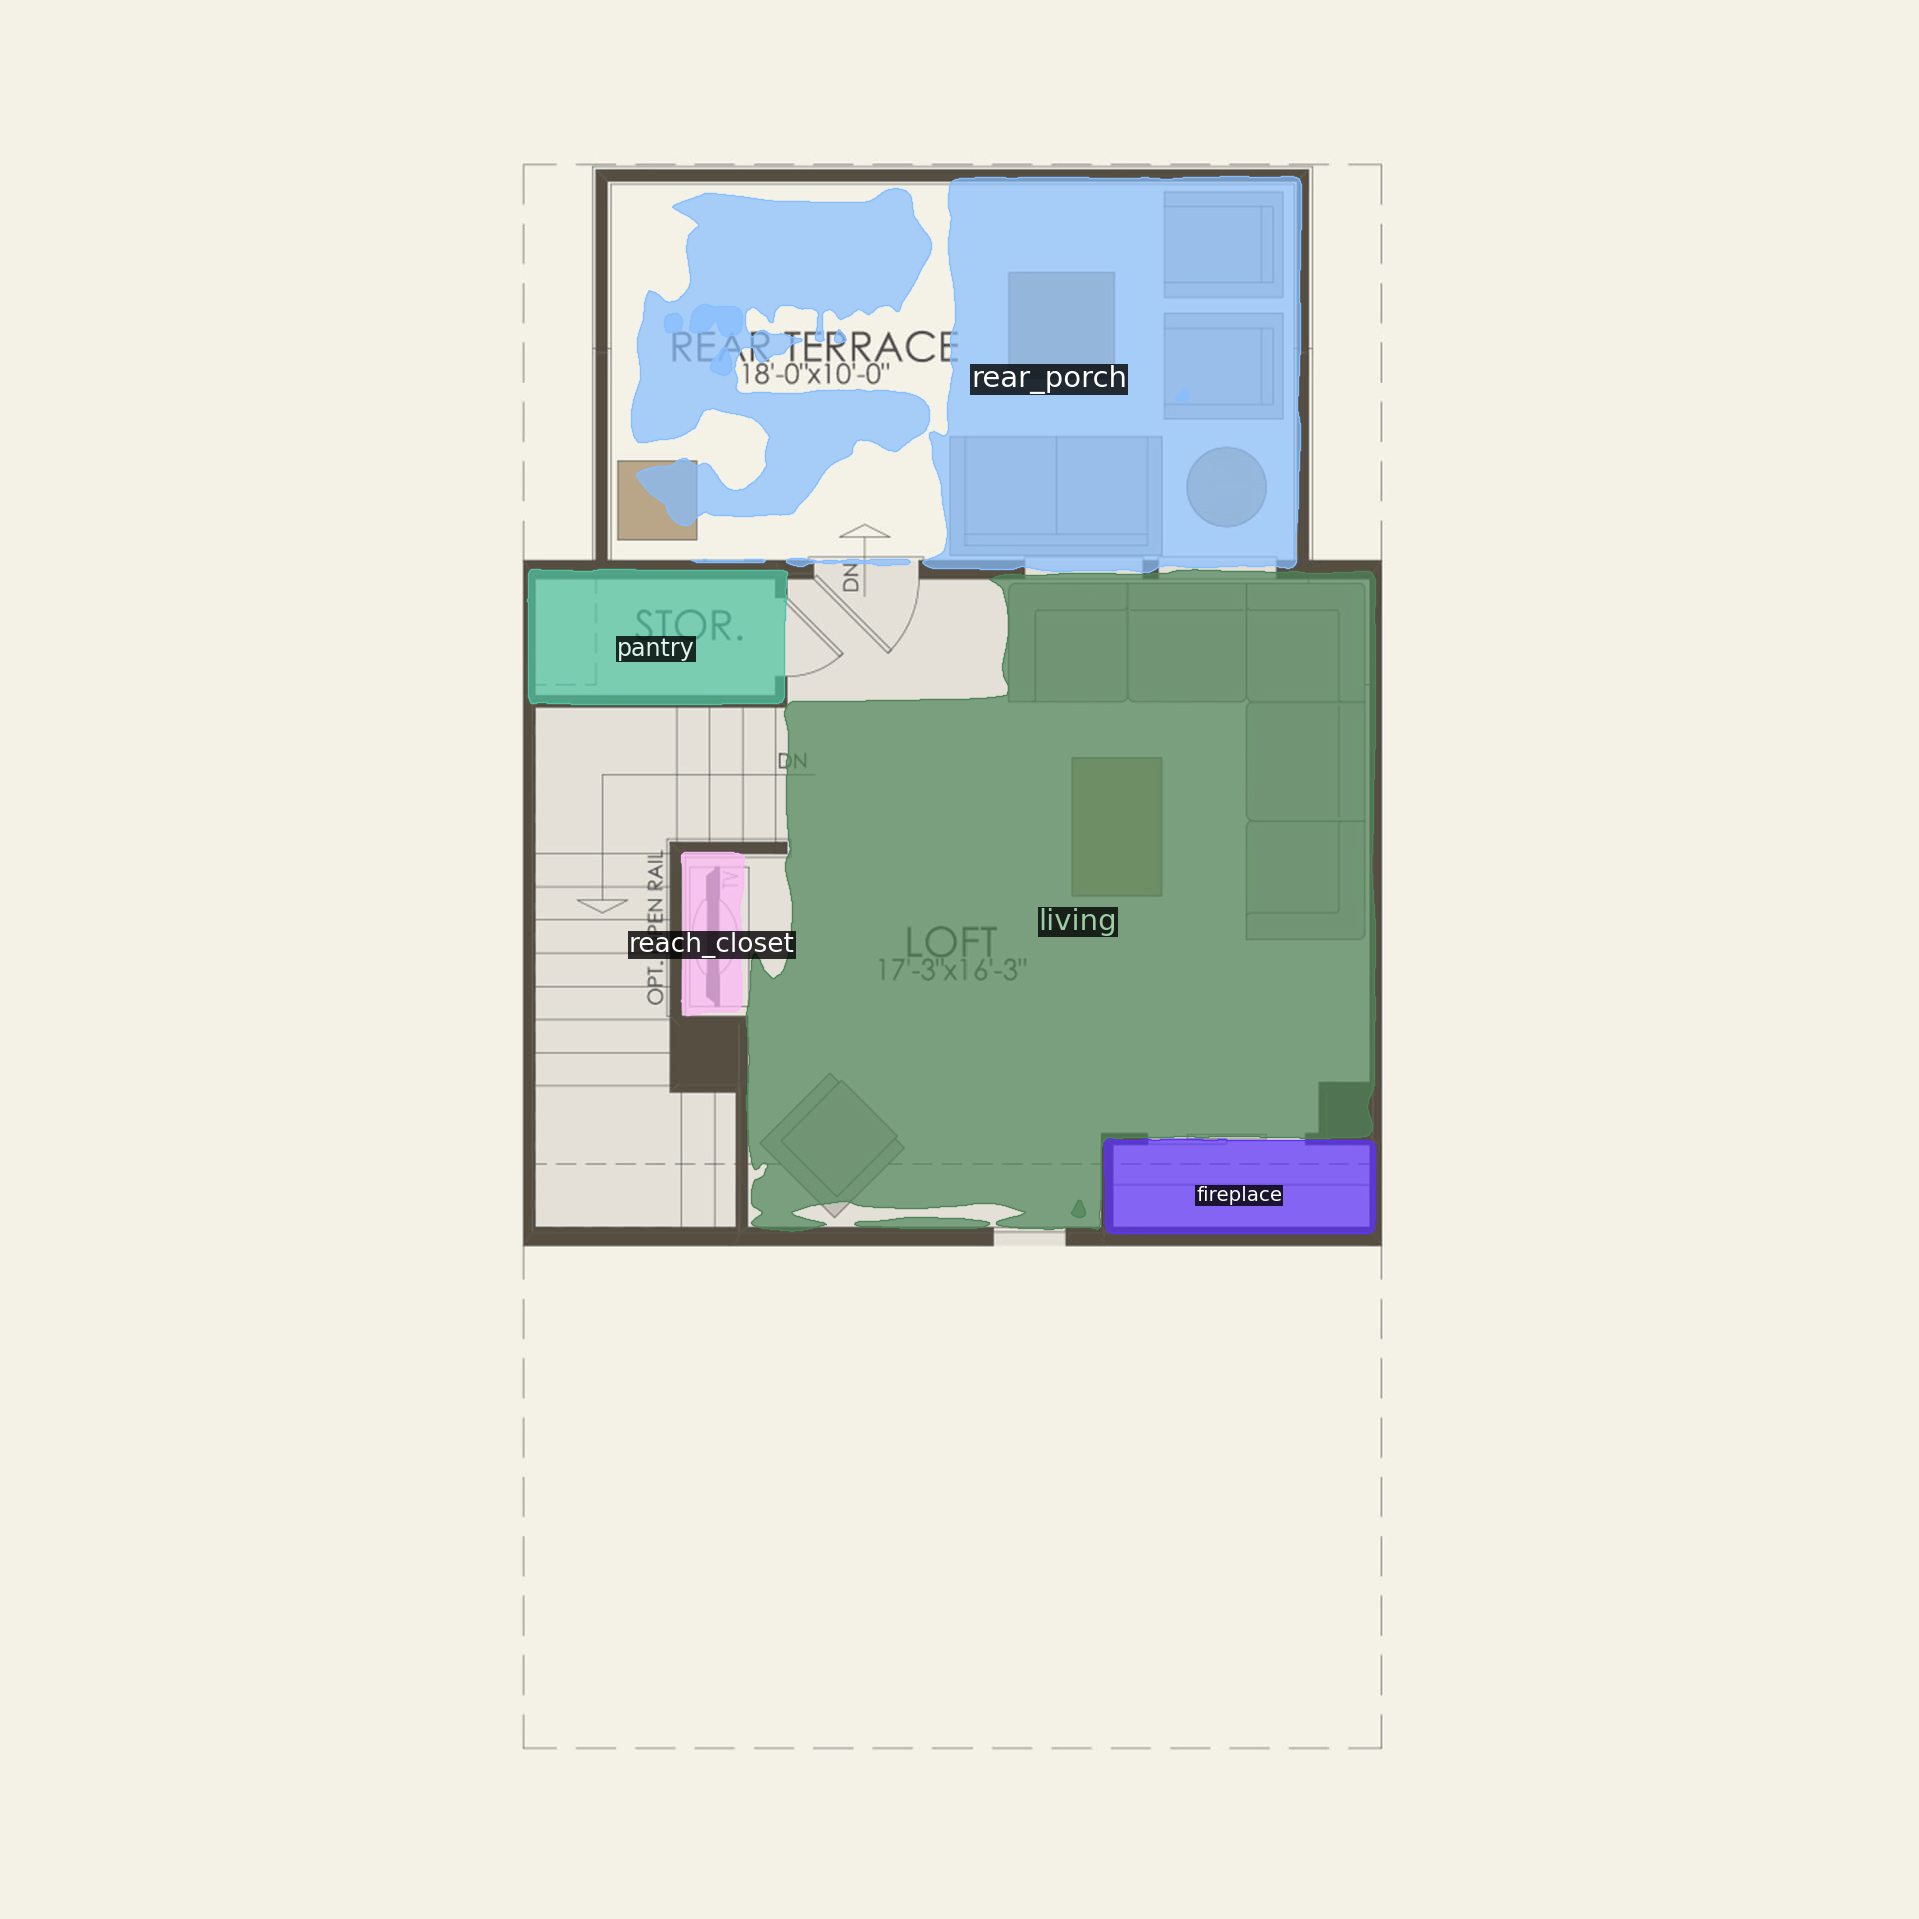 REAR TERRACE
18'-0"x10'-0"
rear_porch
DN
STOR.
pantry
DN
TV
OPT. OPEN RAIL
reach_closet
living
LOFT
17'-3"x16'-3"
fireplace